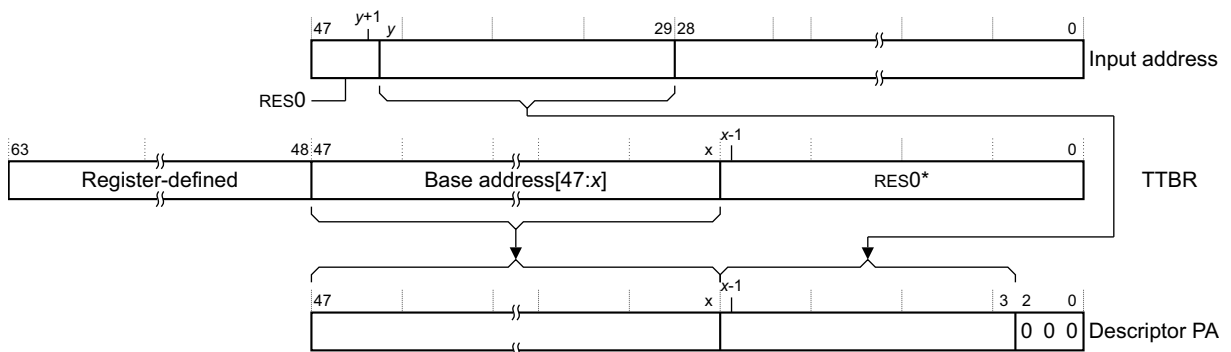 47 y+1 y 29 28 0
Input address
RES0
x-1
63 48 47 x 0
Register-defined Base address[47:x] RES0* TTBR
x-1
47 x 3 2 0
0 0 0 Descriptor PA